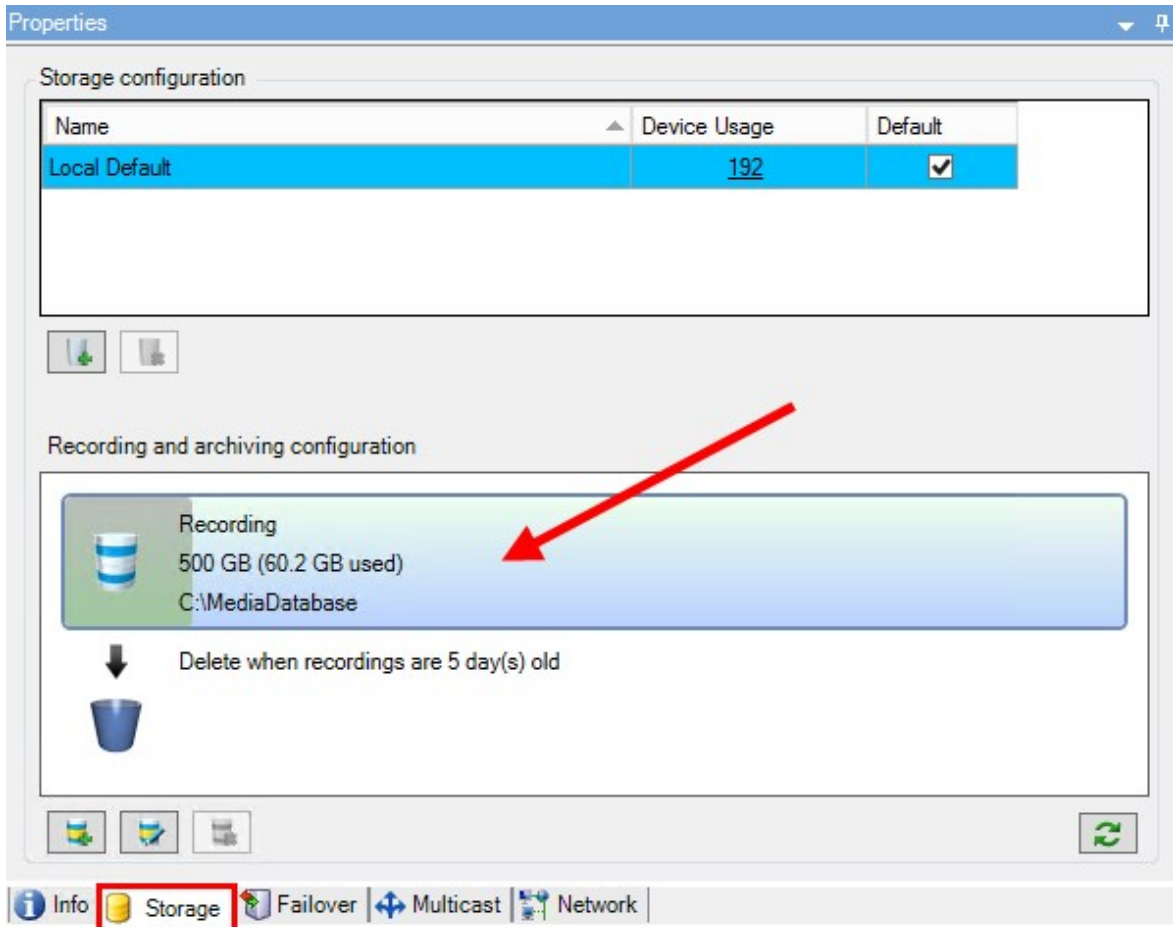 Properties
Storage configuration
Name Device Usage Default
Local Default 192
Recording and archiving configuration
Recording
500 GB (60.2 GB used)
C:\MediaDatabase
Delete when recordings are 5 day(s) old
Info Storage Failover Multicast Network